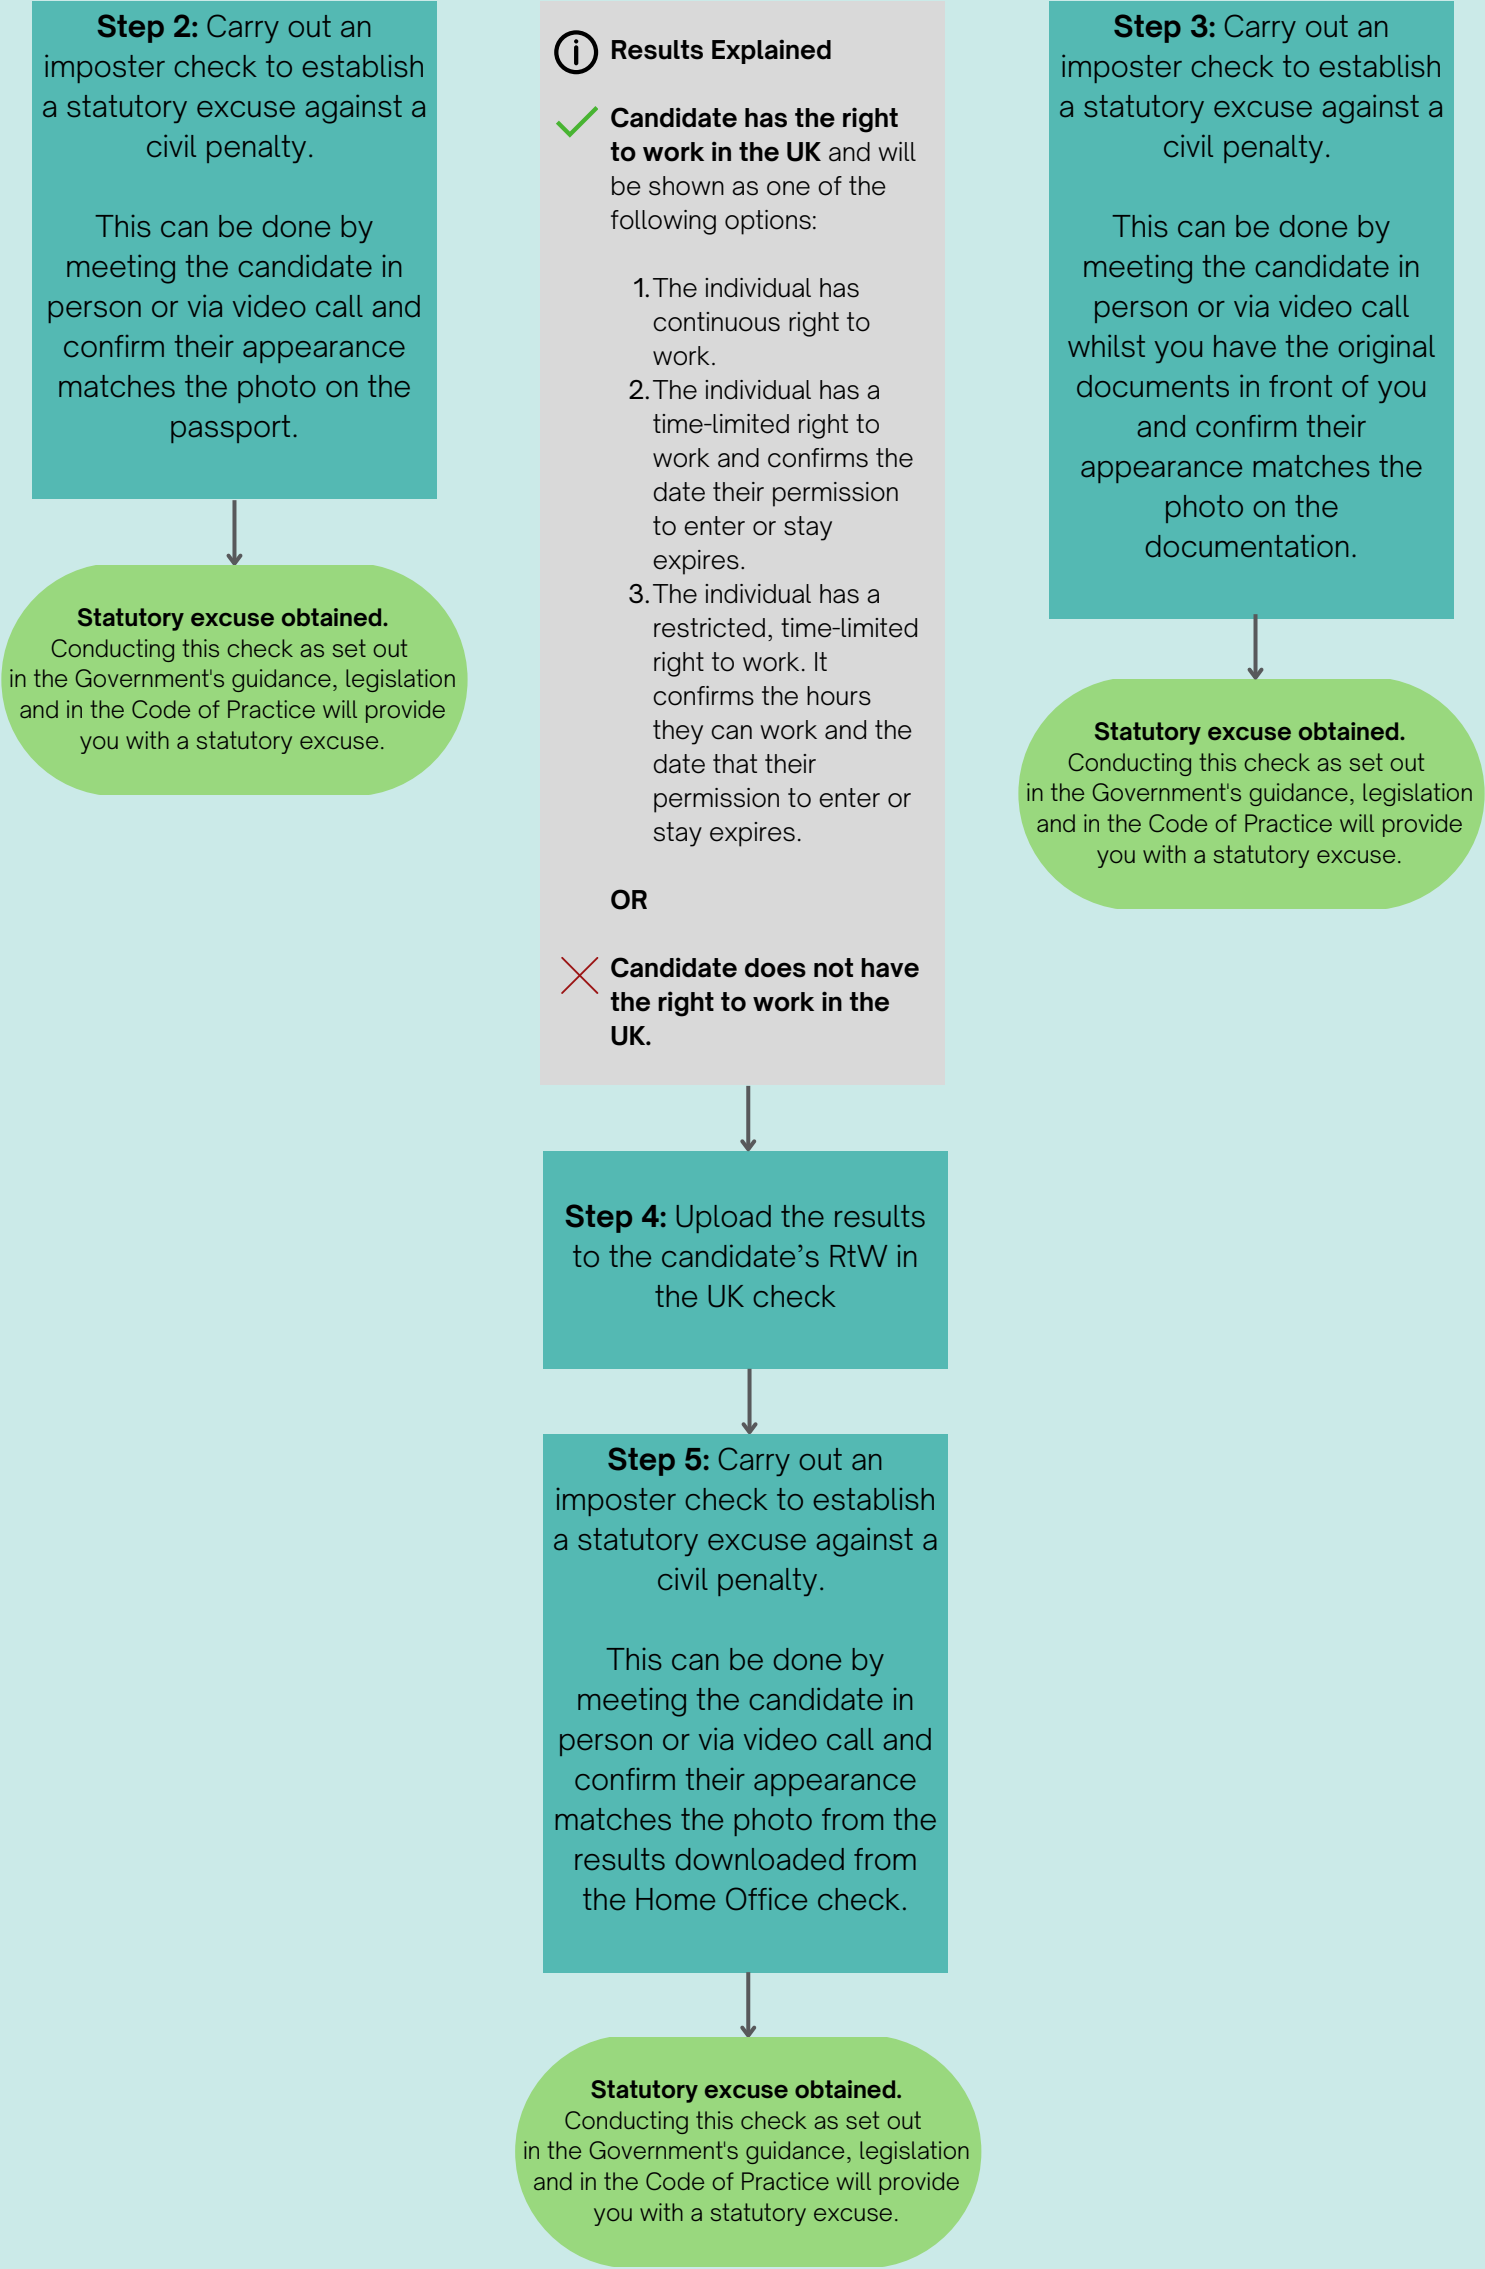 Step 2: Carry out an
imposter check to establish
a statutory excuse against a
civil penalty.
This can be done by
meeting the candidate in
person or via video call and
confirm their appearance
matches the photo on the
passport.
Statutory excuse obtained.
Conducting this check as set out
in the Government's guidance, legislation
and in the Code of Practice will provide
you with a statutory excuse.
Results Explained
Candidate has the right
to work in the UK and will
be shown as one of the
following options:
1. The individual has
continuous right to
work.
2. The individual has a
time-limited right to
work and confirms the
date their permission
to enter or stay
expires.
3. The individual has a
restricted, time-limited
right to work. It
confirms the hours
they can work and the
date that their
permission to enter or
stay expires.
OR
Candidate does not have
the right to work in the
UK.
Step 4: Upload the results
to the candidate’s RtW in
the UK check
Step 5: Carry out an
imposter check to establish
a statutory excuse against a
civil penalty.
This can be done by
meeting the candidate in
person or via video call and
confirm their appearance
matches the photo from the
results downloaded from
the Home Office check.
Statutory excuse obtained.
Conducting this check as set out
in the Government's guidance, legislation
and in the Code of Practice will provide
you with a statutory excuse.
Step 3: Carry out an
imposter check to establish
a statutory excuse against a
civil penalty.
This can be done by
meeting the candidate in
person or via video call
whilst you have the original
documents in front of you
and confirm their
appearance matches the
photo on the
documentation.
Statutory excuse obtained.
Conducting this check as set out
in the Government's guidance, legislation
and in the Code of Practice will provide
you with a statutory excuse.